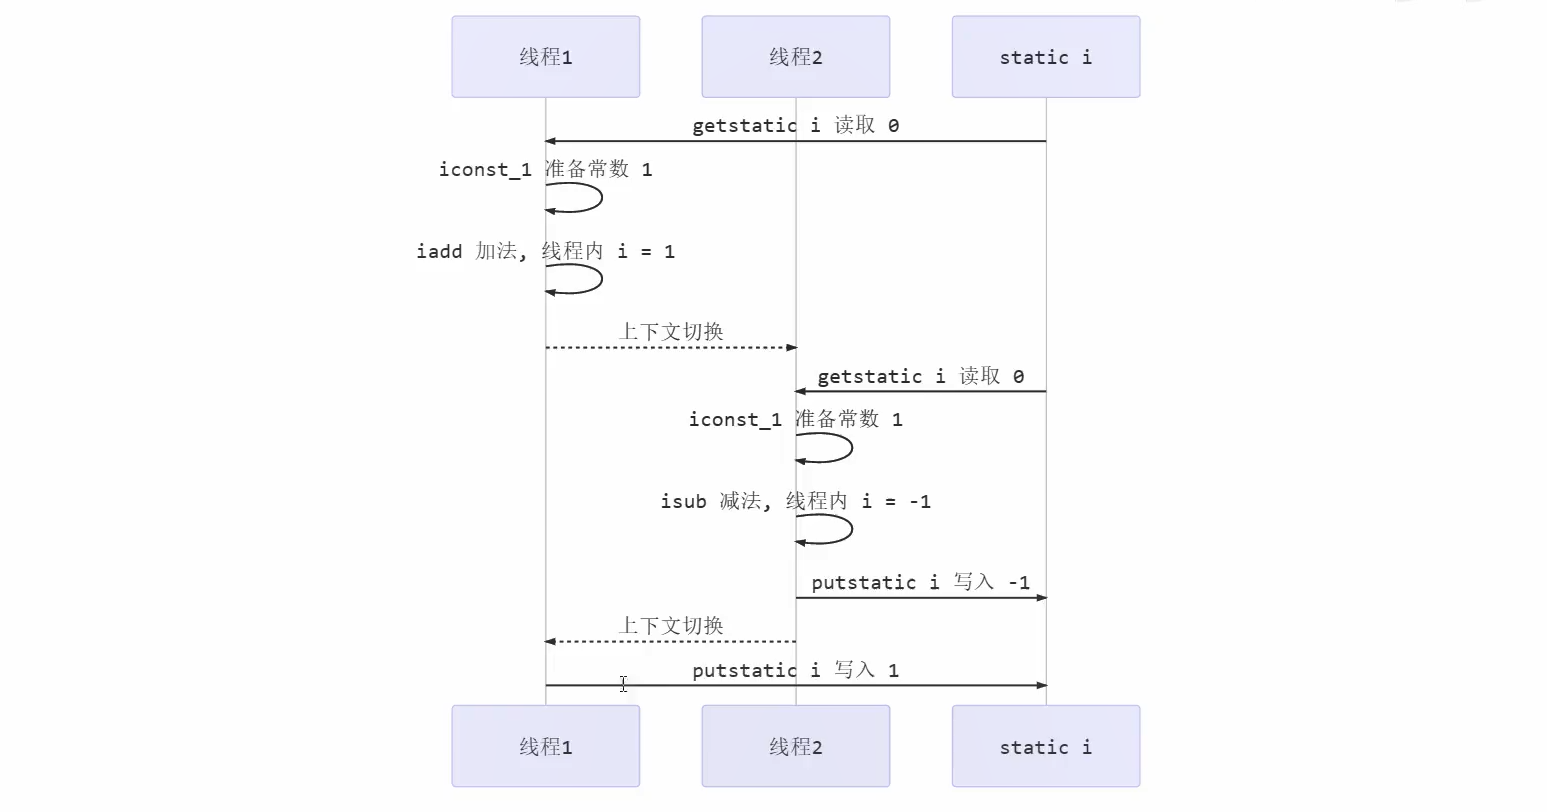 线程1
线程2
static i
getstatic i 读取 0
iconst_1 准备常数 1
iadd 加法, 线程内 i = 1
上下文切换
getstatic i 读取 0
iconst_1 准备常数 1
isub 减法, 线程内 i = -1
putstatic i 写入 -1
上下文切换
putstatic i 写入 1
线程1
线程2
static i